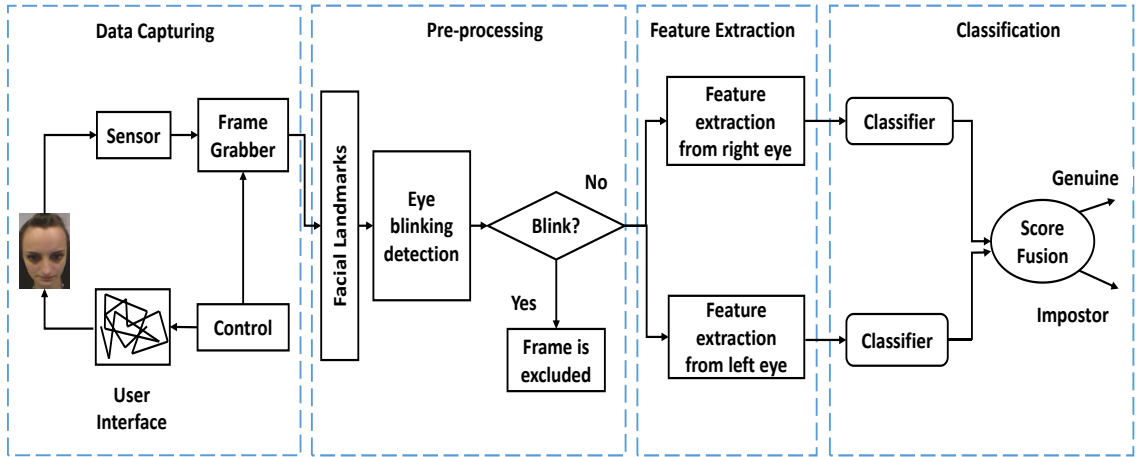 Data Capturing
Sensor
Frame
Grabber
Control
User
Interface
Pre-processing
Facial Landmarks
Eye
blinking
detection
Blink?
No
Yes
Frame is
excluded
Feature Extraction
Feature
extraction
from right eye
Feature
extraction
from left eye
Classification
Classifier
Classifier
Score
Fusion
Genuine
Impostor